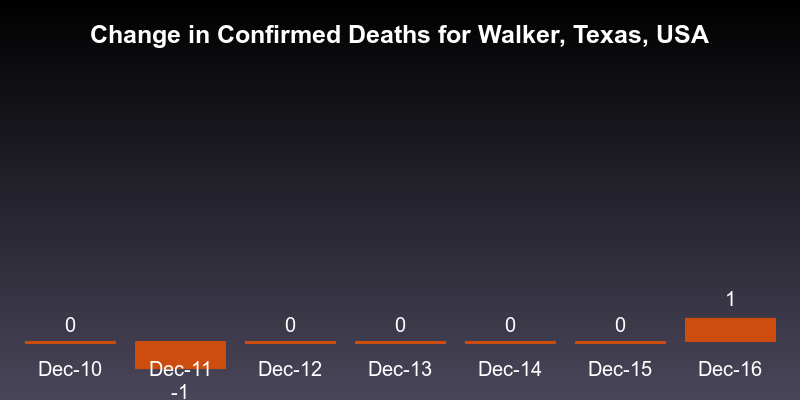 Change in Confirmed Deaths for Walker, Texas, USA
1
0 0 0 0 0
Dec-10 Dec-11 Dec-12 Dec-13 Dec-14 Dec-15 Dec-16
-1